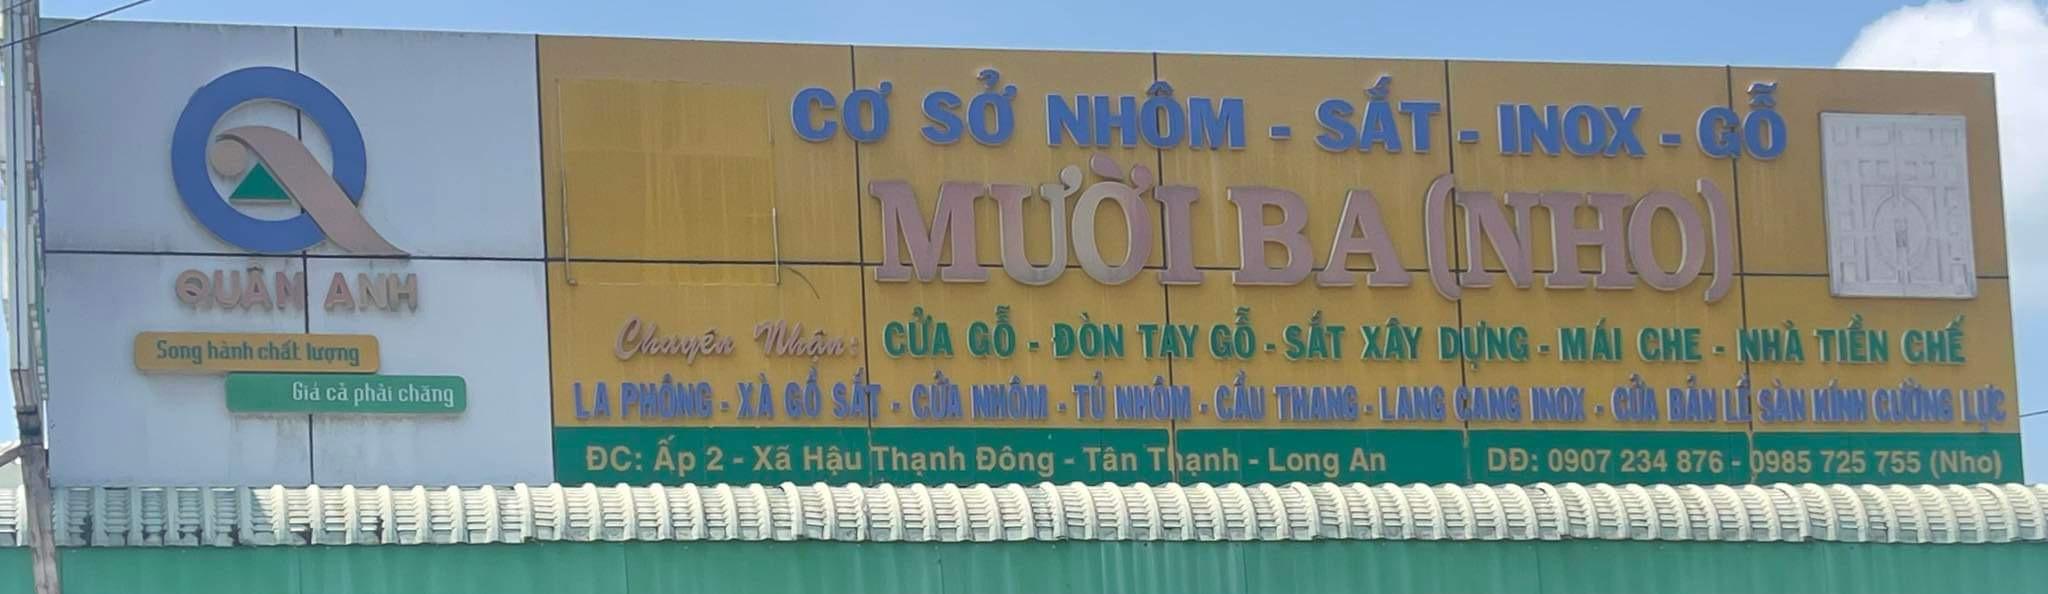 QUÂN ANH
Song hành chất lượng
Giá cả phải chăng
CƠ SỞ NHÔM - SẮT - INOX - GỖ
MƯỜI BA (NHO)
Chuyên Nhận: CỬA GỖ - ĐÒN TAY GỖ - SẮT XÂY DỰNG - MÁI CHE - NHÀ TIỀN CHẾ
LA PHÔNG - XÀ GỒ SẮT - CỬA NHÔM - TỦ NHÔM - CẦU THANG - LANG CANG INOX - CỬA BẢN LỀ SÀN KÍNH CƯỜNG LỰC
ĐC: Ấp 2 - Xã Hậu Thạnh Đông - Tân Thạnh - Long An
DĐ: 0907 234 876 - 0985 725 755 (Nho)